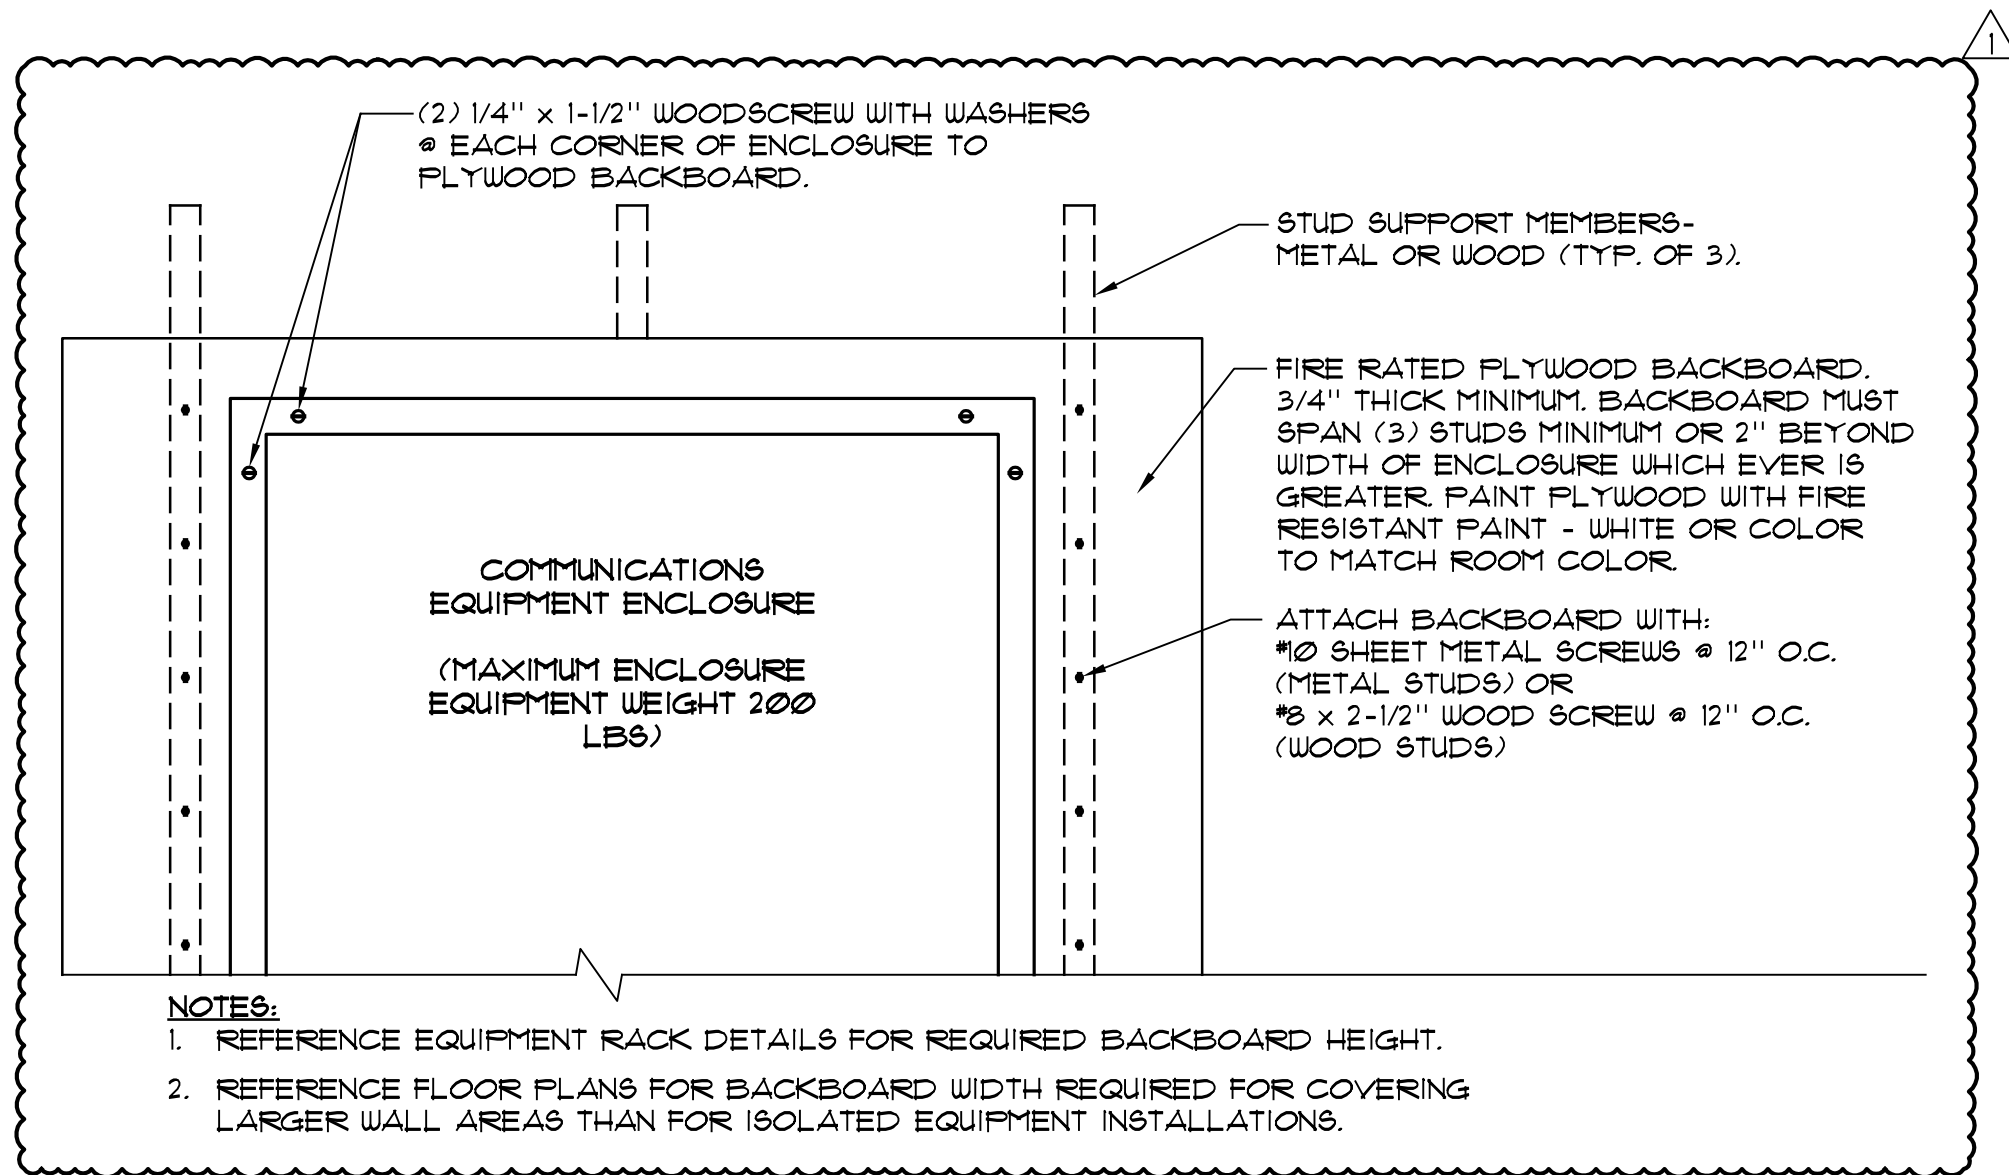 1
(2) 1/4" x 1-1/2" WOODSCREW WITH WASHERS
@ EACH CORNER OF ENCLOSURE TO
PLYWOOD BACKBOARD.
STUD SUPPORT MEMBERS-
METAL OR WOOD (TYP. OF 3).
FIRE RATED PLYWOOD BACKBOARD.
3/4" THICK MINIMUM. BACKBOARD MUST
SPAN (3) STUDS MINIMUM OR 2" BEYOND
WIDTH OF ENCLOSURE WHICH EVER IS
GREATER. PAINT PLYWOOD WITH FIRE
RESISTANT PAINT - WHITE OR COLOR
TO MATCH ROOM COLOR.
COMMUNICATIONS
EQUIPMENT ENCLOSURE
(MAXIMUM ENCLOSURE
EQUIPMENT WEIGHT 200
LBS)
ATTACH BACKBOARD WITH:
#10 SHEET METAL SCREWS @ 12" O.C.
(METAL STUDS) OR
#8 x 2-1/2" WOOD SCREW @ 12" O.C.
(WOOD STUDS)
NOTES:
1. REFERENCE EQUIPMENT RACK DETAILS FOR REQUIRED BACKBOARD HEIGHT.
2. REFERENCE FLOOR PLANS FOR BACKBOARD WIDTH REQUIRED FOR COVERING
LARGER WALL AREAS THAN FOR ISOLATED EQUIPMENT INSTALLATIONS.